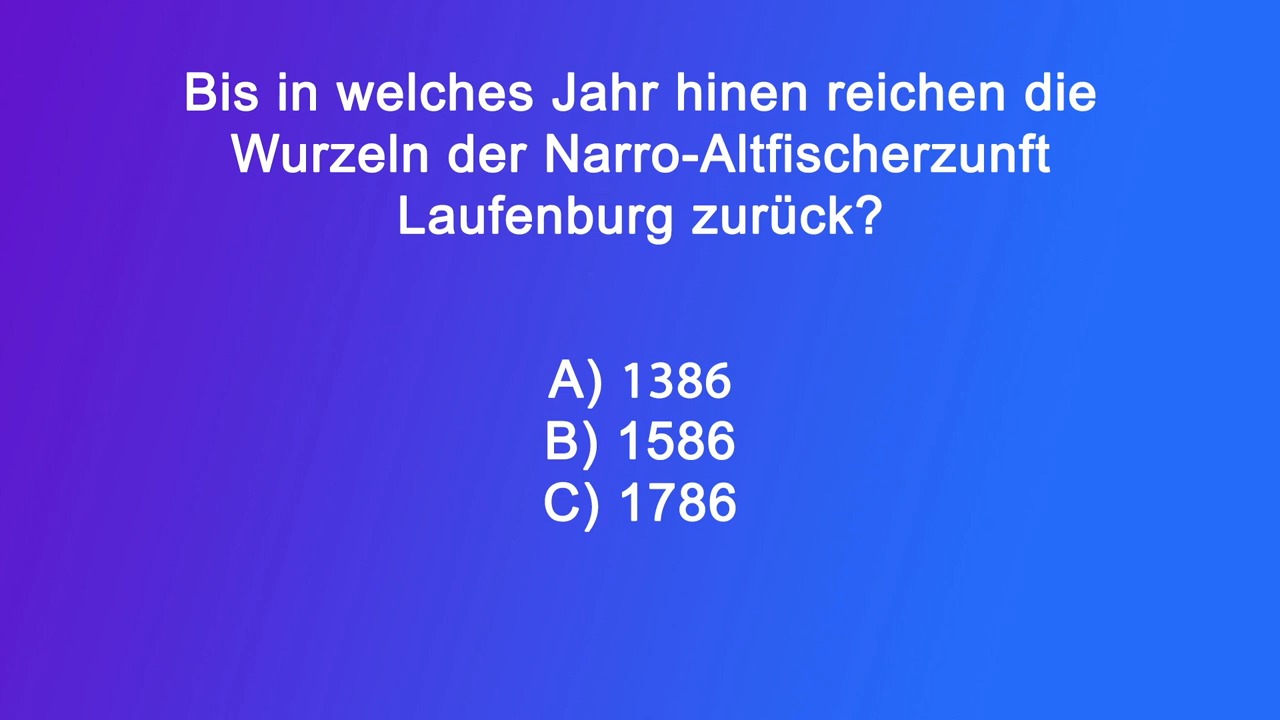 Bis in welches Jahr hinen reichen die
Wurzeln der Narro-Altfischerzunft
Laufenburg zurück?
A) 1386
B) 1586
C) 1786